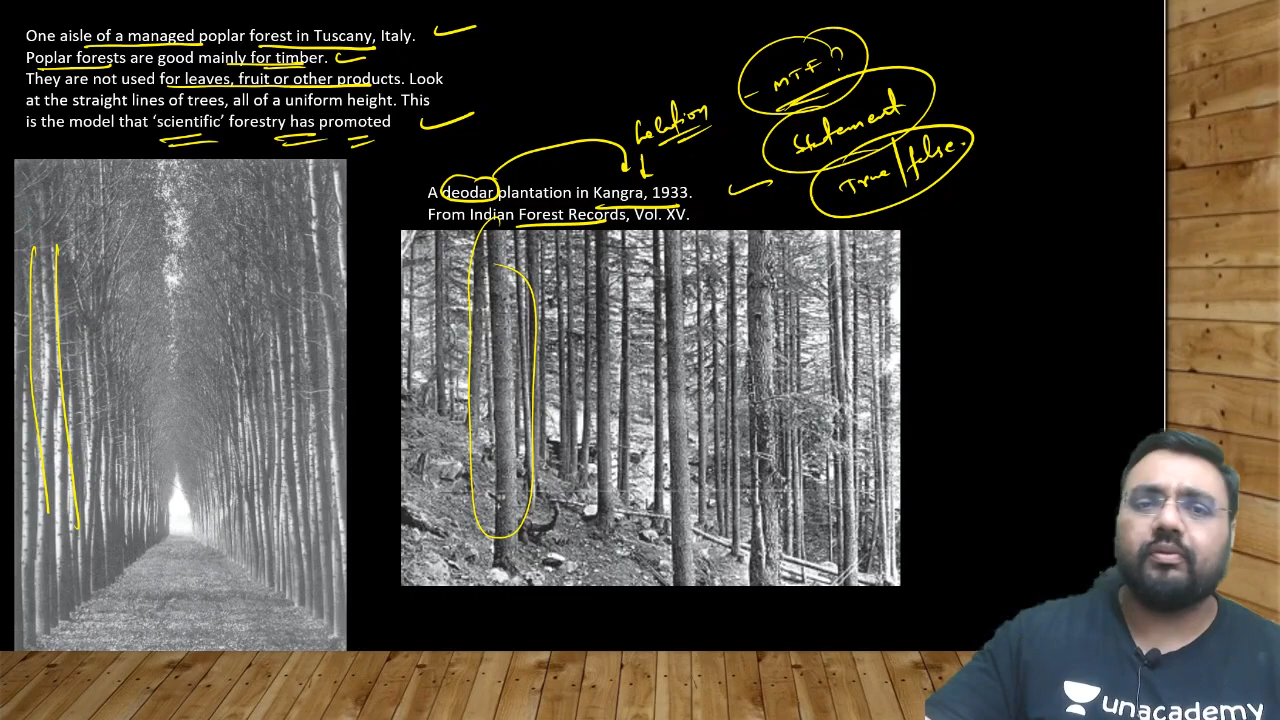 One aisle of a managed poplar forest in Tuscany, Italy.
Poplar forests are good mainly for timber.
They are not used for leaves, fruit or other products. Look
at the straight lines of trees, all of a uniform height. This
is the model that ‘scientific’ forestry has promoted
- MTF?
Statement
True/false.
A deodar plantation in Kangra, 1933.
From Indian Forest Records, Vol. XV.
unacademy